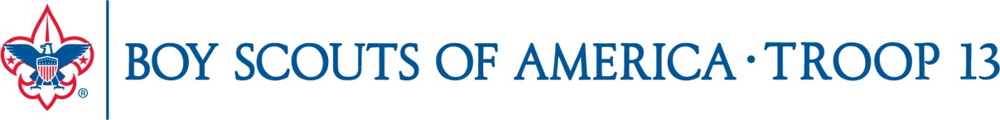 BOY SCOUTS OF AMERICA · TROOP 13
®